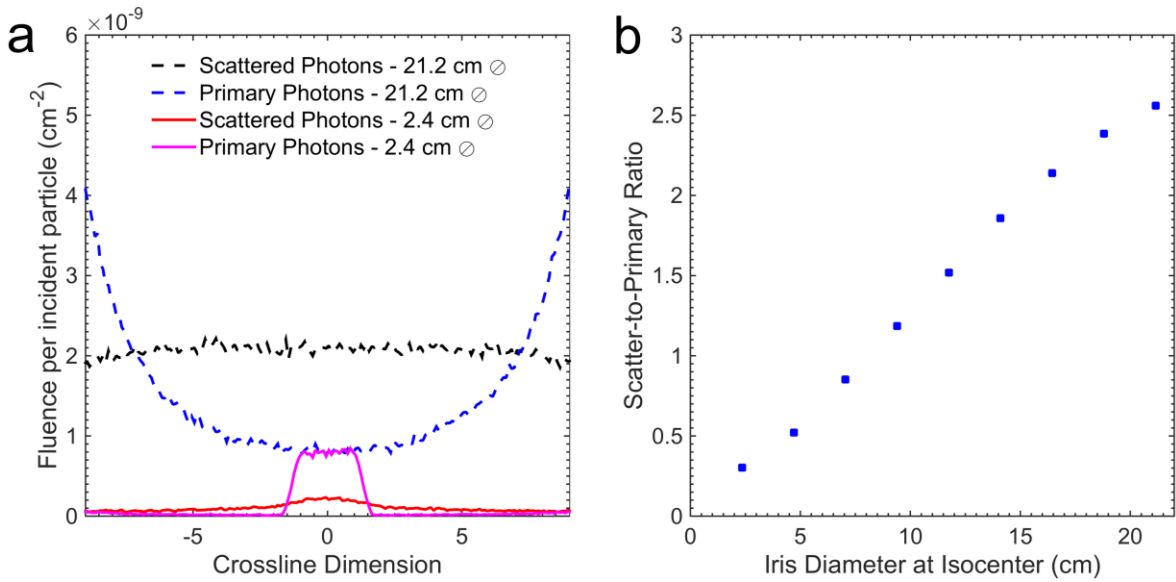 a
×10⁻⁹
6
5
4
3
2
1
0
Fluence per incident particle (cm⁻²)
Scattered Photons - 21.2 cm ⊘
Primary Photons - 21.2 cm ⊘
Scattered Photons - 2.4 cm ⊘
Primary Photons - 2.4 cm ⊘
-5 0 5
Crossline Dimension
b
3
2.5
2
1.5
1
0.5
0
Scatter-to-Primary Ratio
0 5 10 15 20
Iris Diameter at Isocenter (cm)